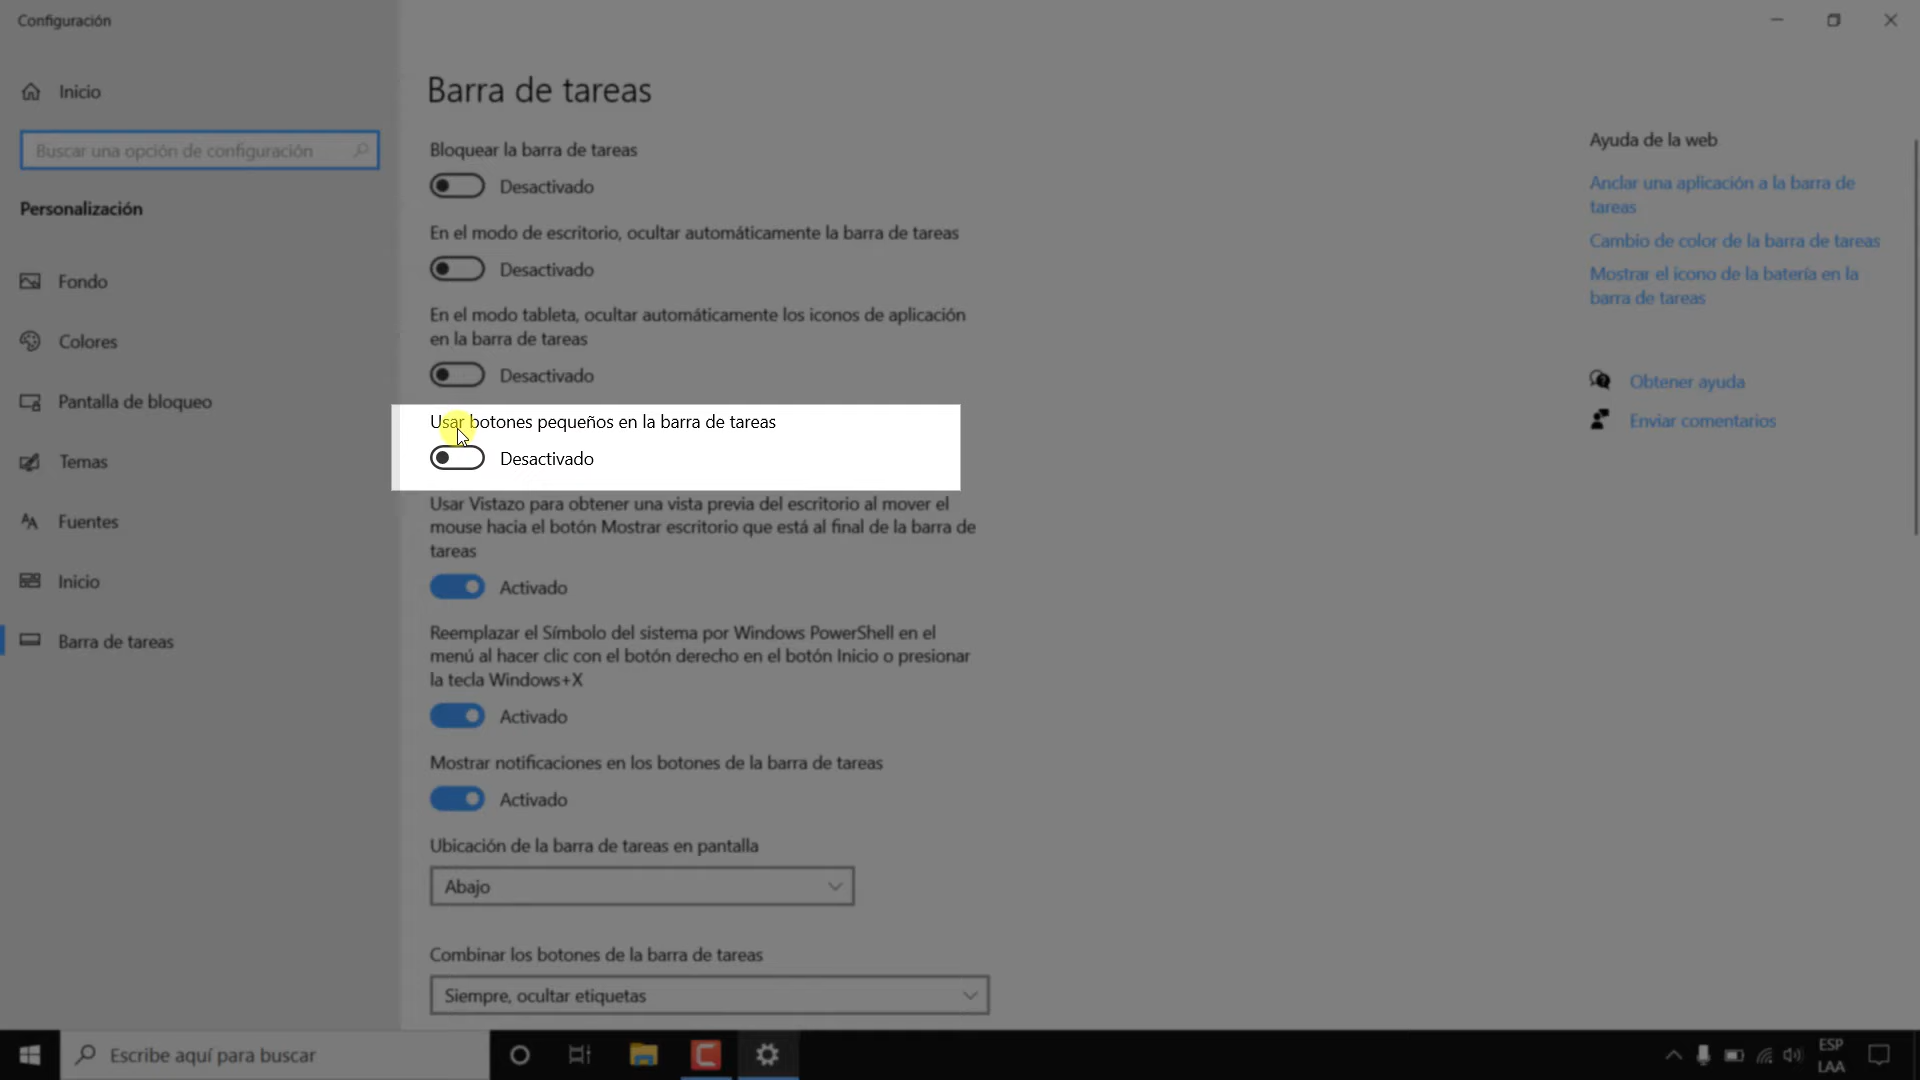 Configuración
Inicio
Buscar una opción de configuración
Personalización
Fondo
Colores
Pantalla de bloqueo
Temas
Fuentes
Inicio
Barra de tareas
Barra de tareas
Bloquear la barra de tareas
Desactivado
En el modo de escritorio, ocultar automáticamente la barra de tareas
Desactivado
En el modo tableta, ocultar automáticamente los iconos de aplicación
en la barra de tareas
Desactivado
Usar botones pequeños en la barra de tareas
Desactivado
Usar Vistazo para obtener una vista previa del escritorio al mover el
mouse hacia el botón Mostrar escritorio que está al final de la barra de
tareas
Activado
Reemplazar el Símbolo del sistema por Windows PowerShell en el
menú al hacer clic con el botón derecho en el botón Inicio o presionar
la tecla Windows+X
Activado
Mostrar notificaciones en los botones de la barra de tareas
Activado
Ubicación de la barra de tareas en pantalla
Abajo
Combinar los botones de la barra de tareas
Siempre, ocultar etiquetas
Ayuda de la web
Anclar una aplicación a la barra de
tareas
Cambio de color de la barra de tareas
Mostrar el icono de la batería en la
barra de tareas
Obtener ayuda
Enviar comentarios
Escribe aquí para buscar
ESP
LAA